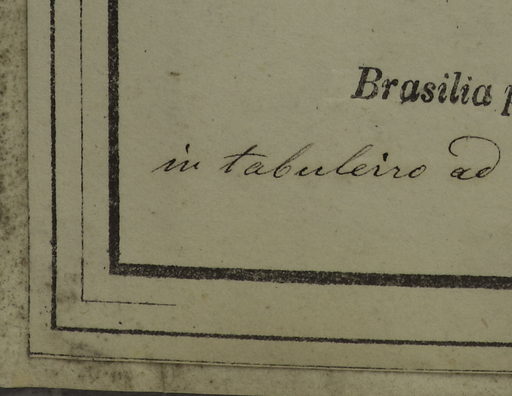 Brasilia p
in tabuleiro ad